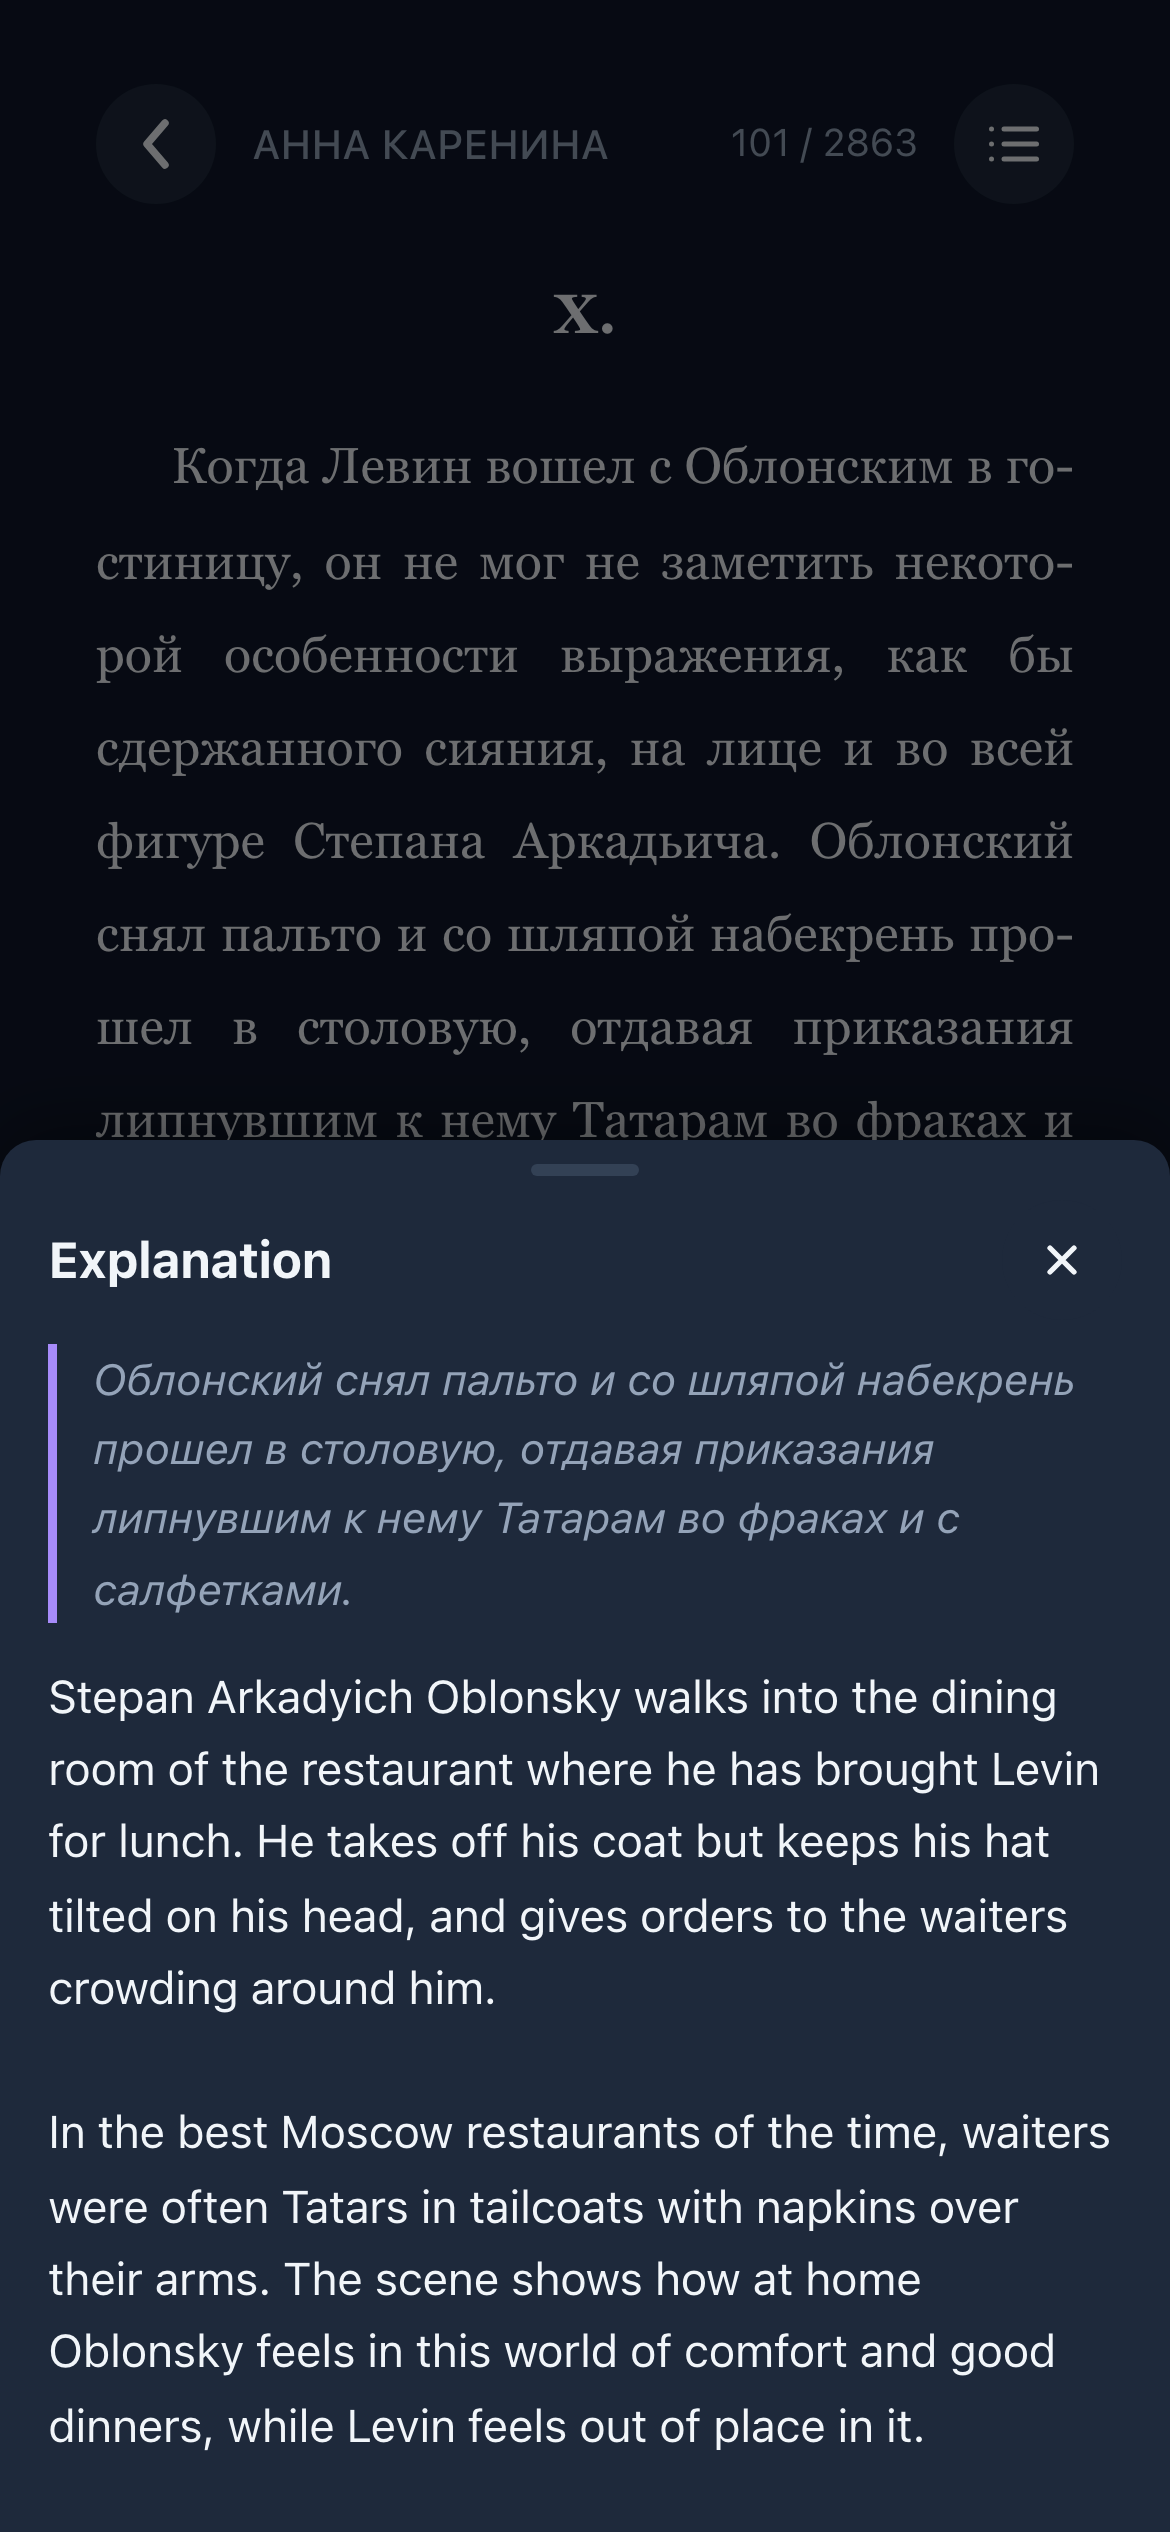 АННА КАРЕНИНА
101 / 2863
X.
Когда Левин вошел с Облонским в го-
стиницу, он не мог не заметить некото-
рой особенности выражения, как бы
сдержанного сияния, на лице и во всей
фигуре Степана Аркадьича. Облонский
снял пальто и со шляпой набекрень про-
шел в столовую, отдавая приказания
липнувшим к нему Татарам во фраках и
Explanation
Облонский снял пальто и со шляпой набекрень
прошел в столовую, отдавая приказания
липнувшим к нему Татарам во фраках и с
салфетками.
Stepan Arkadyich Oblonsky walks into the dining
room of the restaurant where he has brought Levin
for lunch. He takes off his coat but keeps his hat
tilted on his head, and gives orders to the waiters
crowding around him.
In the best Moscow restaurants of the time, waiters
were often Tatars in tailcoats with napkins over
their arms. The scene shows how at home
Oblonsky feels in this world of comfort and good
dinners, while Levin feels out of place in it.